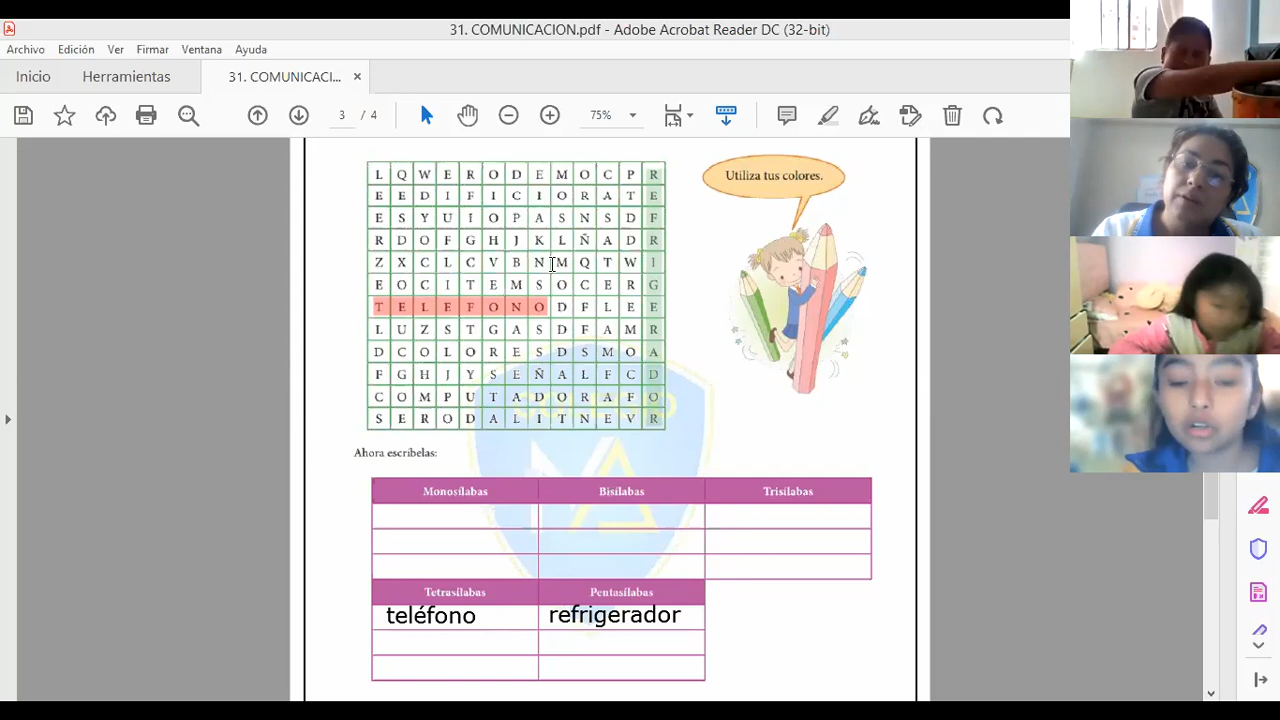 31. COMUNICACION.pdf - Adobe Acrobat Reader DC (32-bit)
Archivo Edición Ver Firmar Ventana Ayuda
Inicio Herramientas 31. COMUNICACI... ×
3 / 4 75%
L Q W E R O D E M O C P R
E E D I F I C I O R A T E
E S Y U I O P A S N S D F
R D O F G H J K L Ñ A D R
Z X C L C V B N M Q T W I
E O C I T E M S O C E R G
T E L E F O N O D F L E E
L U Z S T G A S D F A M R
D C O L O R E S D S M O A
F G H J Y S E Ñ A L F C D
C O M P U T A D O R A F O
S E R O D A L I T N E V R
Utiliza tus colores.
Ahora escríbelas:
Monosílabas Bisílabas Trisílabas
Tetrasílabas Pentasílabas
teléfono refrigerador